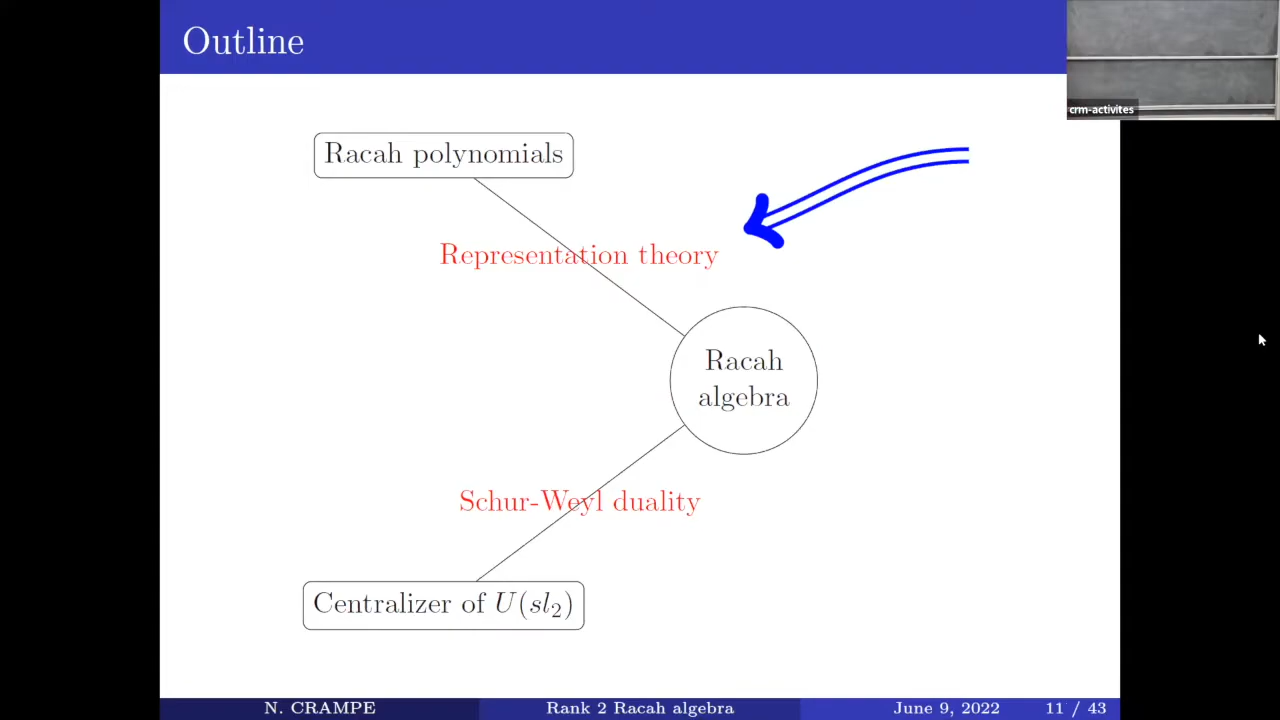 Outline
crm-activites
Racah polynomials
Representation theory
Racah
algebra
Schur-Weyl duality
Centralizer of U(sl₂)
N. CRAMPE
Rank 2 Racah algebra
June 9, 2022
11 / 43